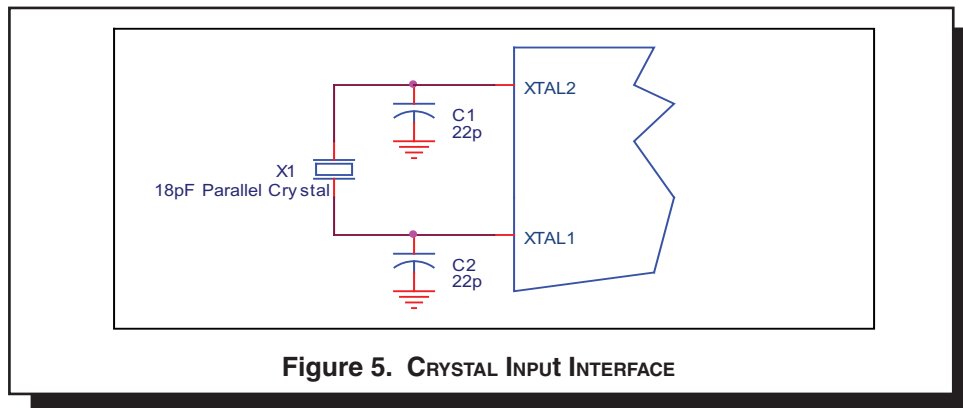 XTAL2
C1
22p
X1
18pF Parallel Crystal
XTAL1
C2
22p
Figure 5. CRYSTAL INPUt INTERFACE